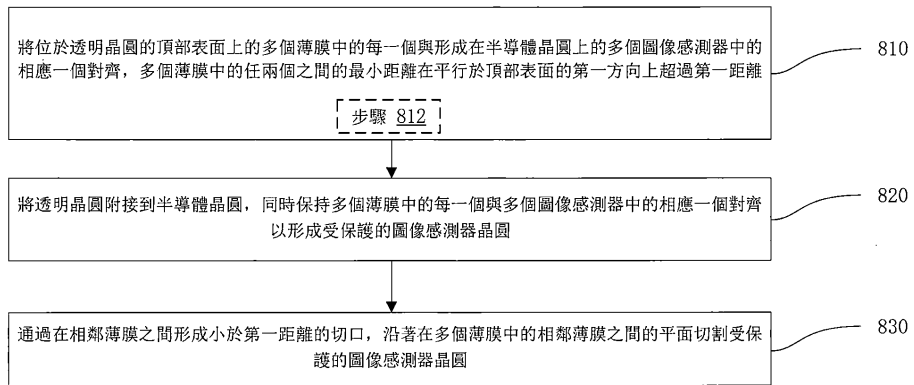 將位於透明晶圓的頂部表面上的多個薄膜中的每一個與形成在半導體晶圓上的多個圖像感測器中的
相應一個對齊，多個薄膜中的任兩個之間的最小距離在平行於頂部表面的第一方向上超過第一距離
步驟 812
810
將透明晶圓附接到半導體晶圓，同時保持多個薄膜中的每一個與多個圖像感測器中的相應一個對齊
以形成受保護的圖像感測器晶圓
820
通過在相鄰薄膜之間形成小於第一距離的切口，沿著在多個薄膜中的相鄰薄膜之間的平面切割受保
護的圖像感測器晶圓
830